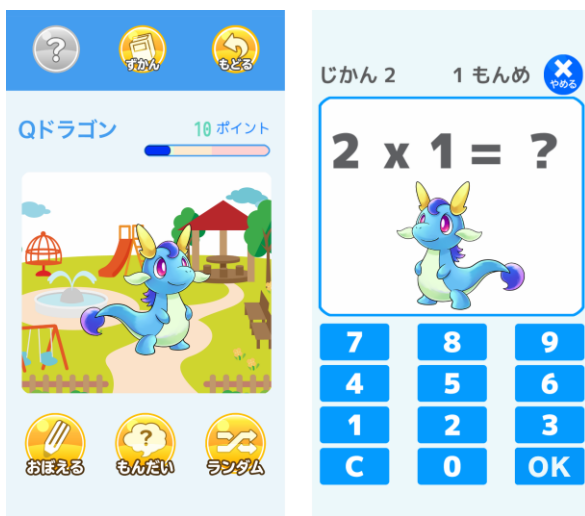 ?
ずかん
もどる
Qドラゴン
10 ポイント
?
おぼえる
もんだい
ランダム
じかん 2
1 もんめ
×
やめる
2 x 1 = ?
7 8 9
4 5 6
1 2 3
C 0 OK